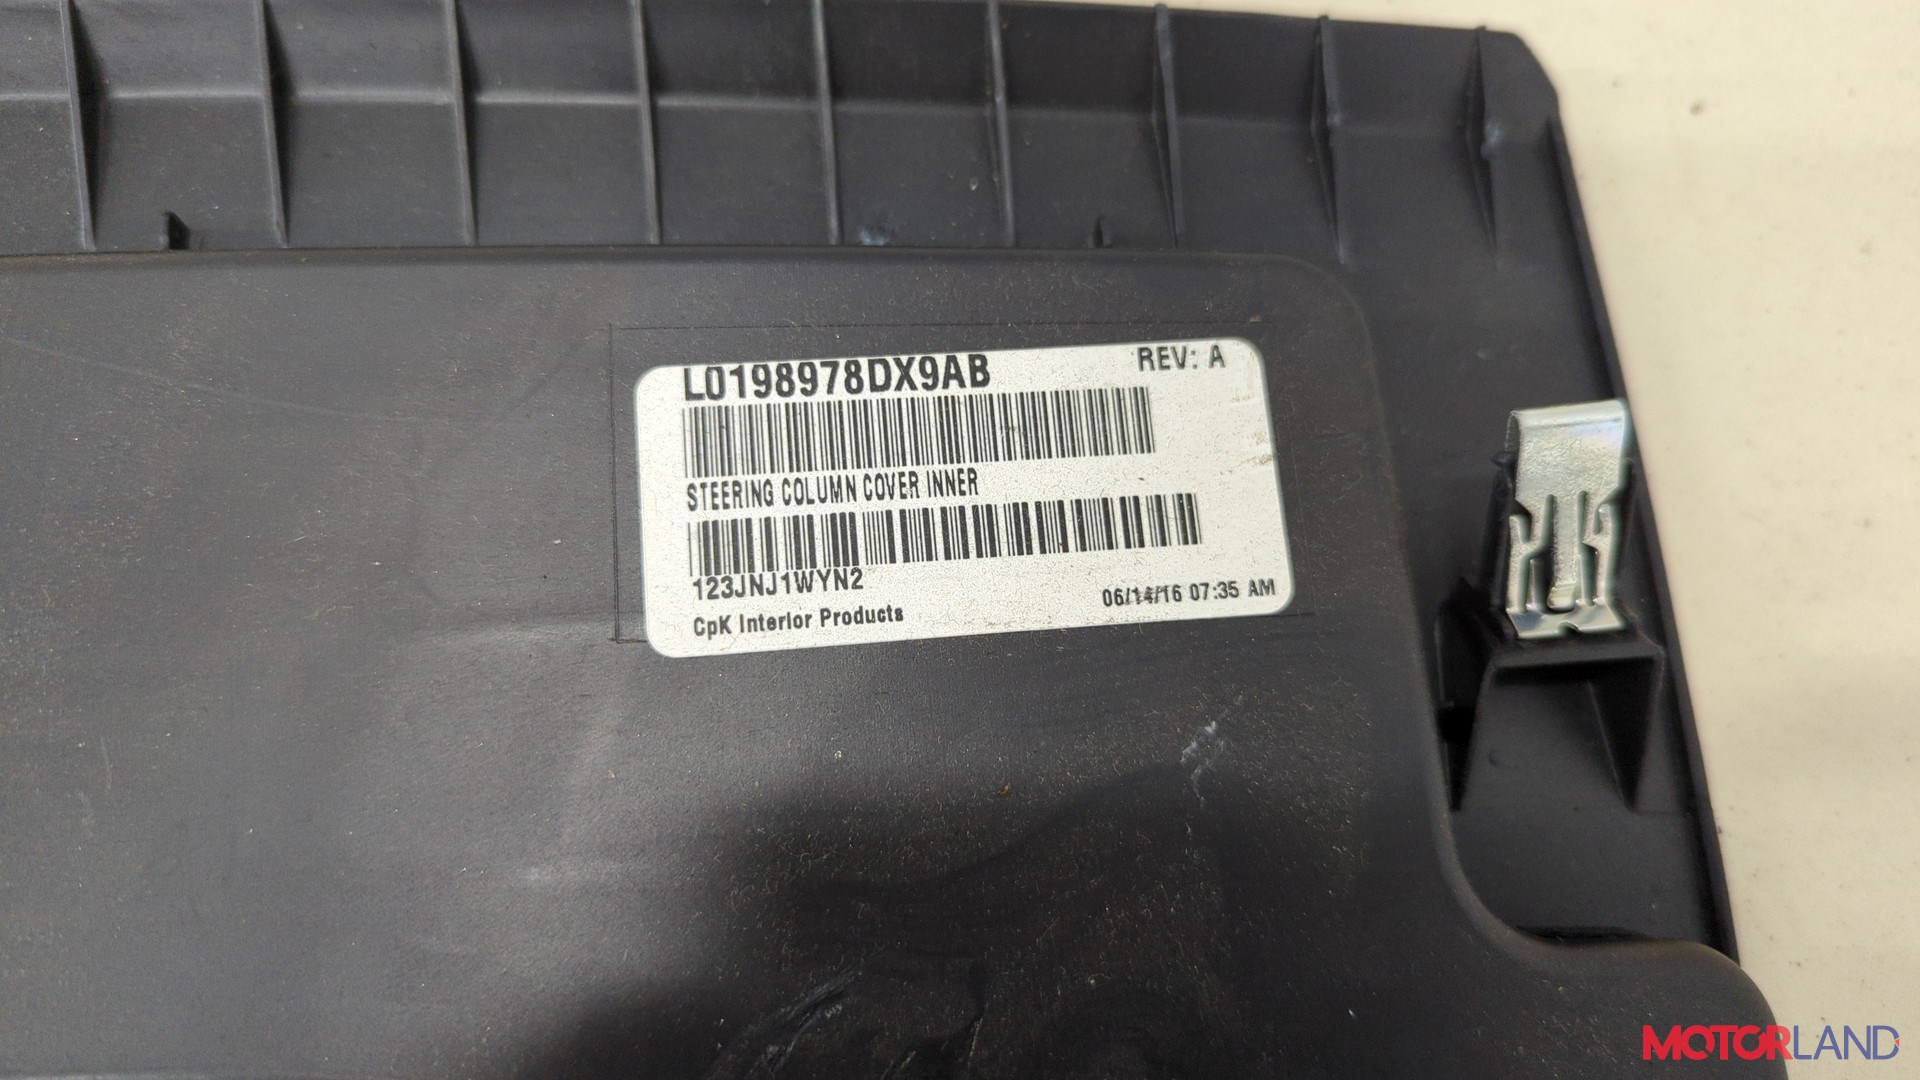 L0198978DX9AB
REV: A
STEERING COLUMN COVER INNER
123JNJ1WYN2
CpK Interior Products
06/14/16 07:35 AM
MOTORLAND